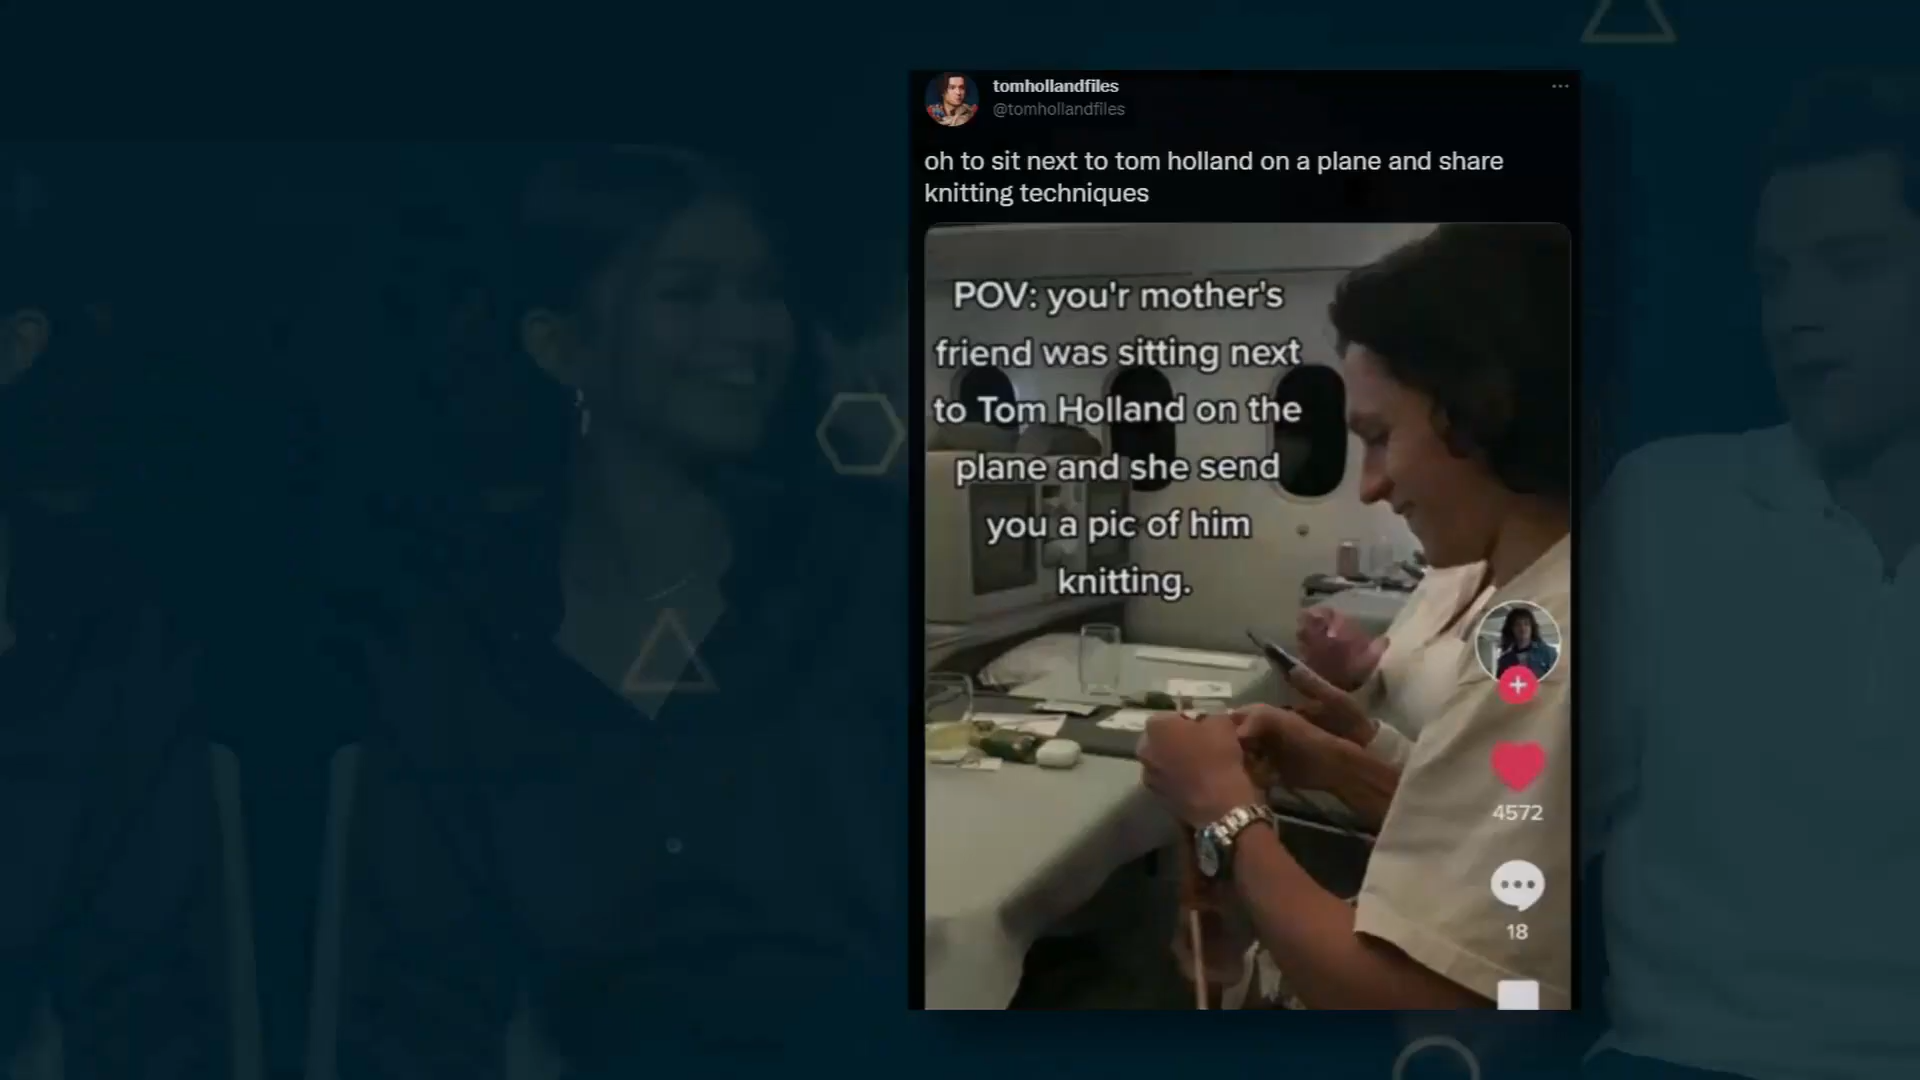 tomhollandfiles
@tomhollandfiles
oh to sit next to tom holland on a plane and share
knitting techniques
POV: you'r mother's
friend was sitting next
to Tom Holland on the
plane and she send
you a pic of him
knitting.
4572
18